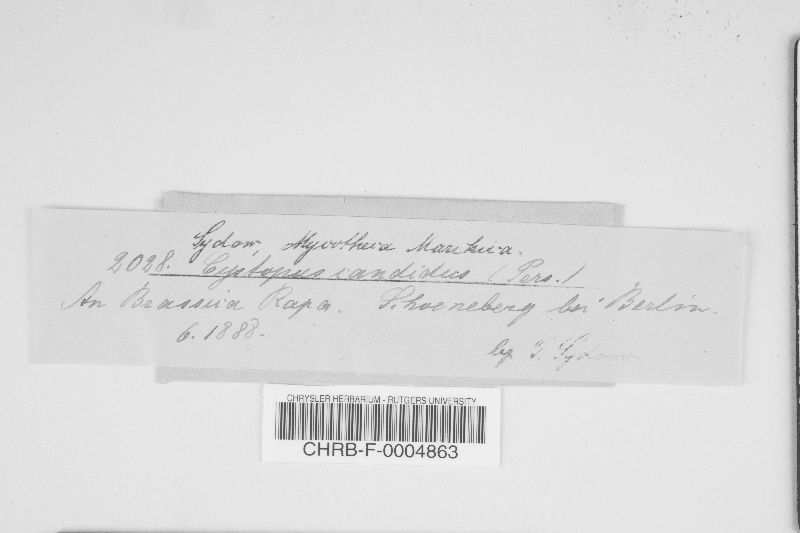 Sydow, Mycotheca Marchica.
2028. Cystopus candidus (Pers.)
An Brassica Rapa. Schoeneberg bei Berlin.
6. 1888.
leg. P. Sydow
CHRYSLER HERBARIUM - RUTGERS UNIVERSITY
CHRB-F-0004863